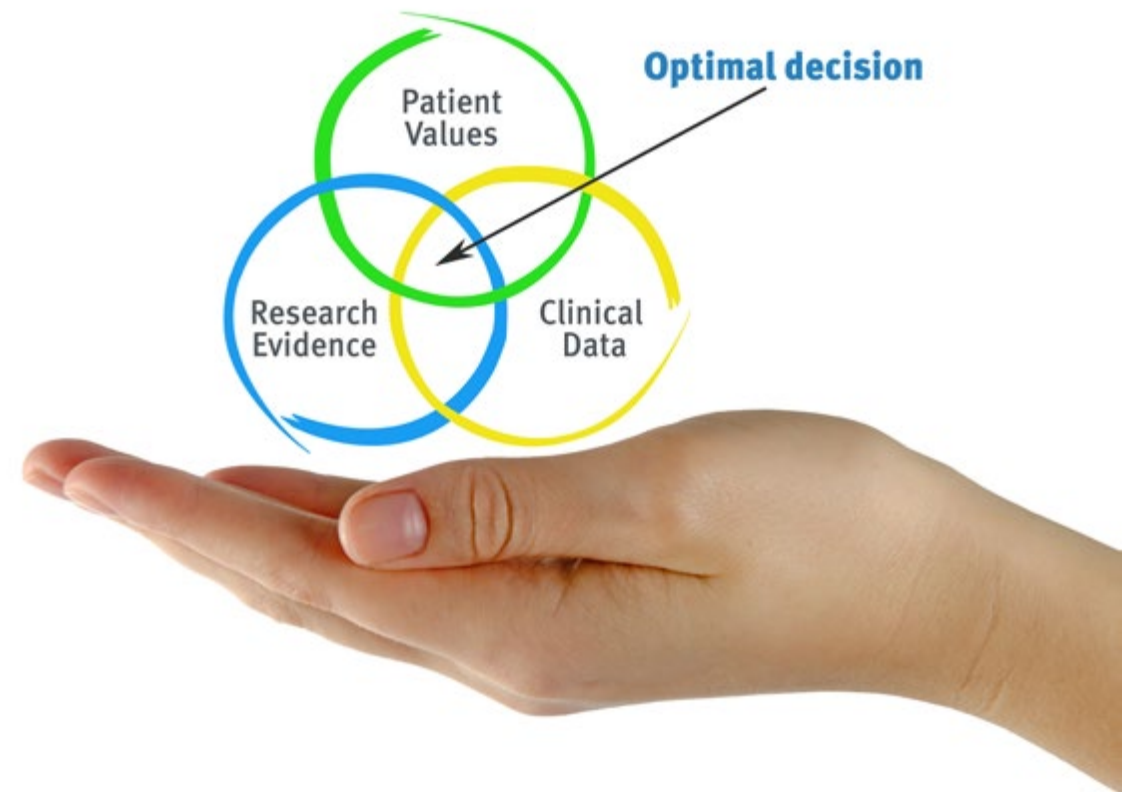 Optimal decision
Patient
Values
Research
Evidence
Clinical
Data